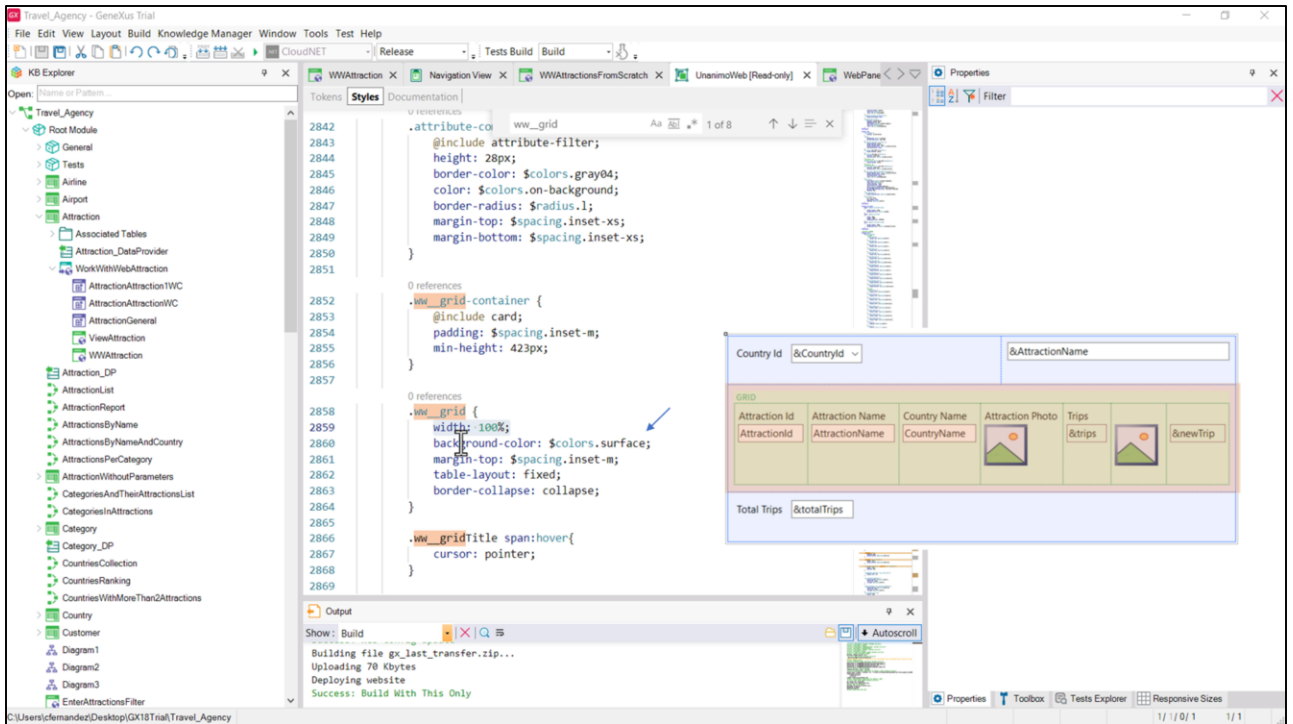 GX Travel_Agency - GeneXus Trial
File Edit View Layout Build Knowledge Manager Window Tools Test Help
CloudNET Release Tests Build Build
KB Explorer
Open: Name or Pattern ...
Travel_Agency
Root Module
General
Tests
Airline
Airport
Attraction
Associated Tables
Attraction_DataProvider
WorkWithWebAttraction
AttractionAttraction1WC
AttractionAttractionWC
AttractionGeneral
ViewAttraction
WWAttraction
Attraction_DP
AttractionList
AttractionReport
AttractionsByName
AttractionsByNameAndCountry
AttractionsPerCategory
AttractionWithoutParameters
CategoriesAndTheirAttractionsList
CategoriesInAttractions
Category
Category_DP
CountriesCollection
CountriesRanking
CountriesWithMoreThan2Attractions
Country
Customer
Diagram1
Diagram2
Diagram3
EnterAttractionsFilter
WWAttraction Navigation View WWAttractionsFromScratch UnanimoWeb [Read-only] WebPane
Tokens Styles Documentation
ww__grid Aa Ab| .* 1 of 8
0 references
2842 .attribute-co
2843 @include attribute-filter;
2844 height: 28px;
2845 border-color: $colors.gray04;
2846 color: $colors.on-background;
2847 border-radius: $radius.l;
2848 margin-top: $spacing.inset-xs;
2849 margin-bottom: $spacing.inset-xs;
2850 }
2851
0 references
2852 .ww__grid-container {
2853 @include card;
2854 padding: $spacing.inset-m;
2855 min-height: 423px;
2856 }
2857
0 references
2858 .ww__grid {
2859 width: 100%;
2860 background-color: $colors.surface;
2861 margin-top: $spacing.inset-m;
2862 table-layout: fixed;
2863 border-collapse: collapse;
2864 }
2865
2866 .ww__gridTitle span:hover{
2867 cursor: pointer;
2868 }
2869
Output
Show: Build Autoscroll
Building file gx_last_transfer.zip...
Uploading 70 Kbytes
Deploying website
Success: Build With This Only
Properties
Filter
Country Id &CountryId &AttractionName
GRID
Attraction Id Attraction Name Country Name Attraction Photo Trips
AttractionId AttractionName CountryName &trips &newTrip
Total Trips &totalTrips
Properties Toolbox Tests Explorer Responsive Sizes
C:\Users\cfernandez\Desktop\GX18Trial\Travel_Agency 1/ 1/ 0/ 1 1/ 1